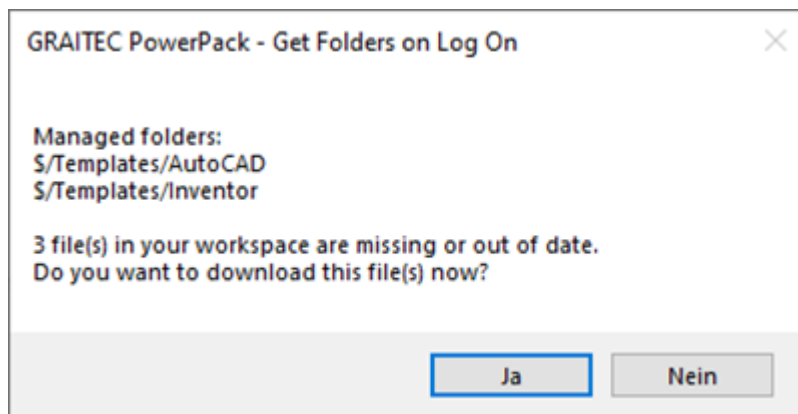 GRAITEC PowerPack - Get Folders on Log On
Managed folders:
$/Templates/AutoCAD
$/Templates/Inventor
3 file(s) in your workspace are missing or out of date.
Do you want to download this file(s) now?
Ja
Nein